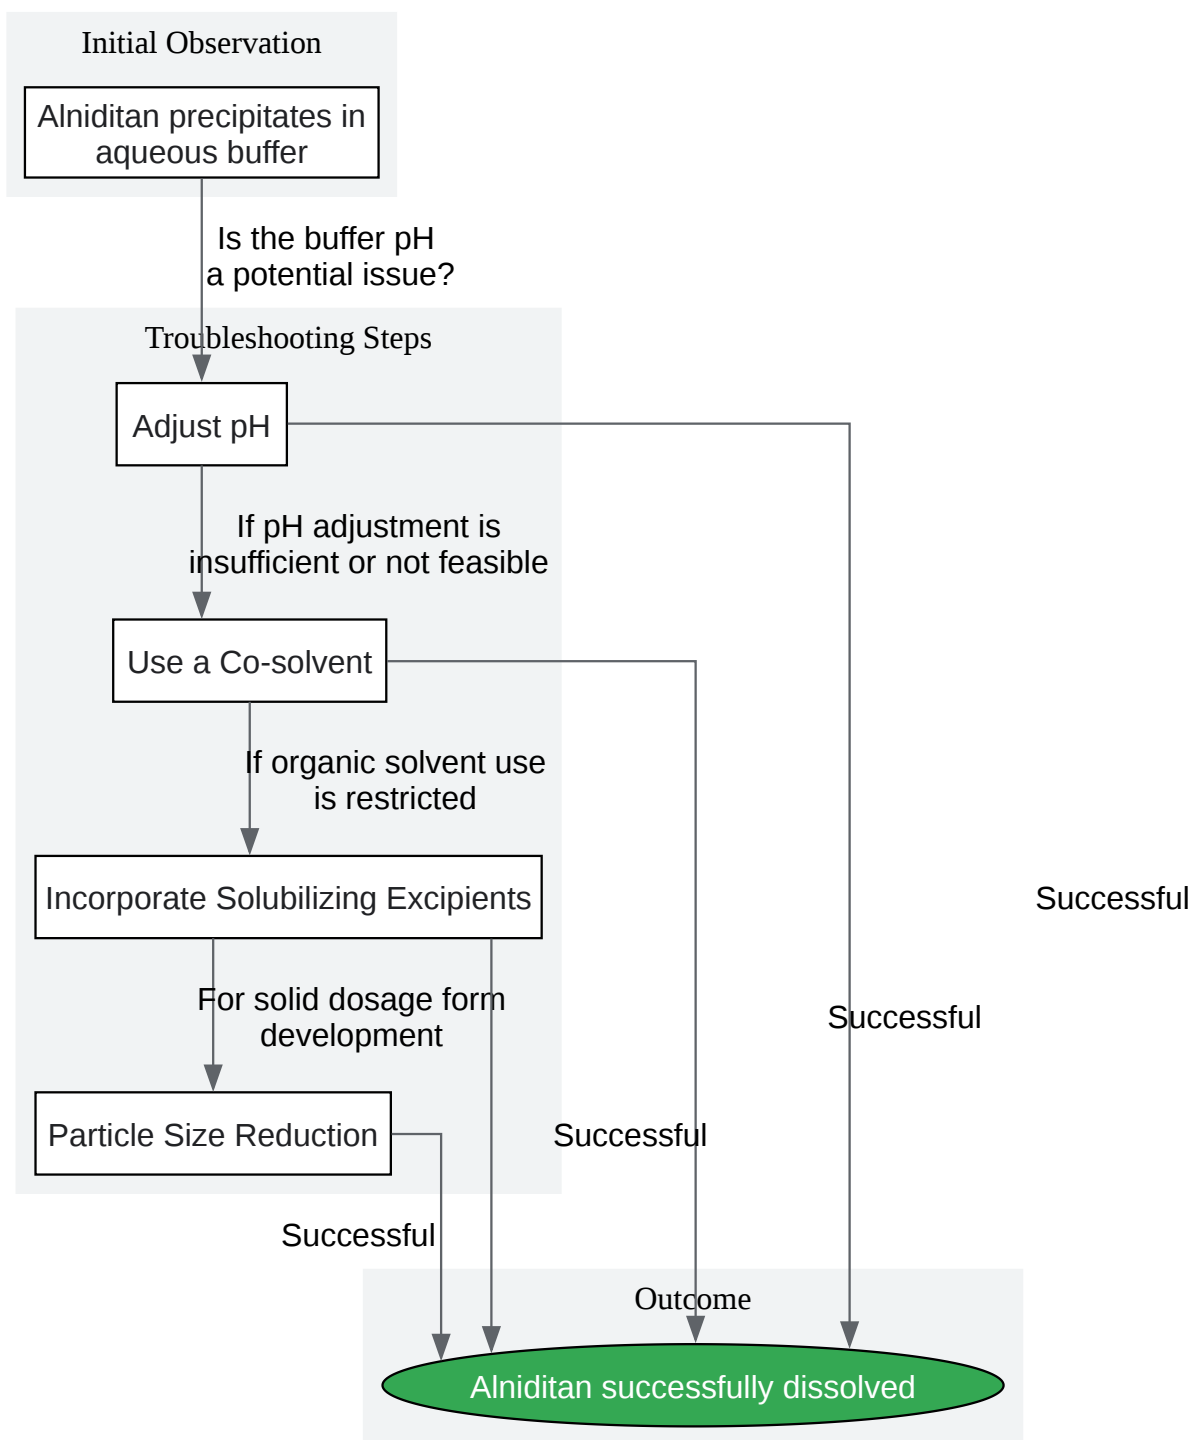 Initial Observation
Alniditan precipitates in
aqueous buffer
Is the buffer pH
a potential issue?
Troubleshooting Steps
Adjust pH
If pH adjustment is
insufficient or not feasible
Use a Co-solvent
If organic solvent use
is restricted
Incorporate Solubilizing Excipients
Successful
For solid dosage form
development
Successful
Particle Size Reduction
Successful
Successful
Outcome
Alniditan successfully dissolved